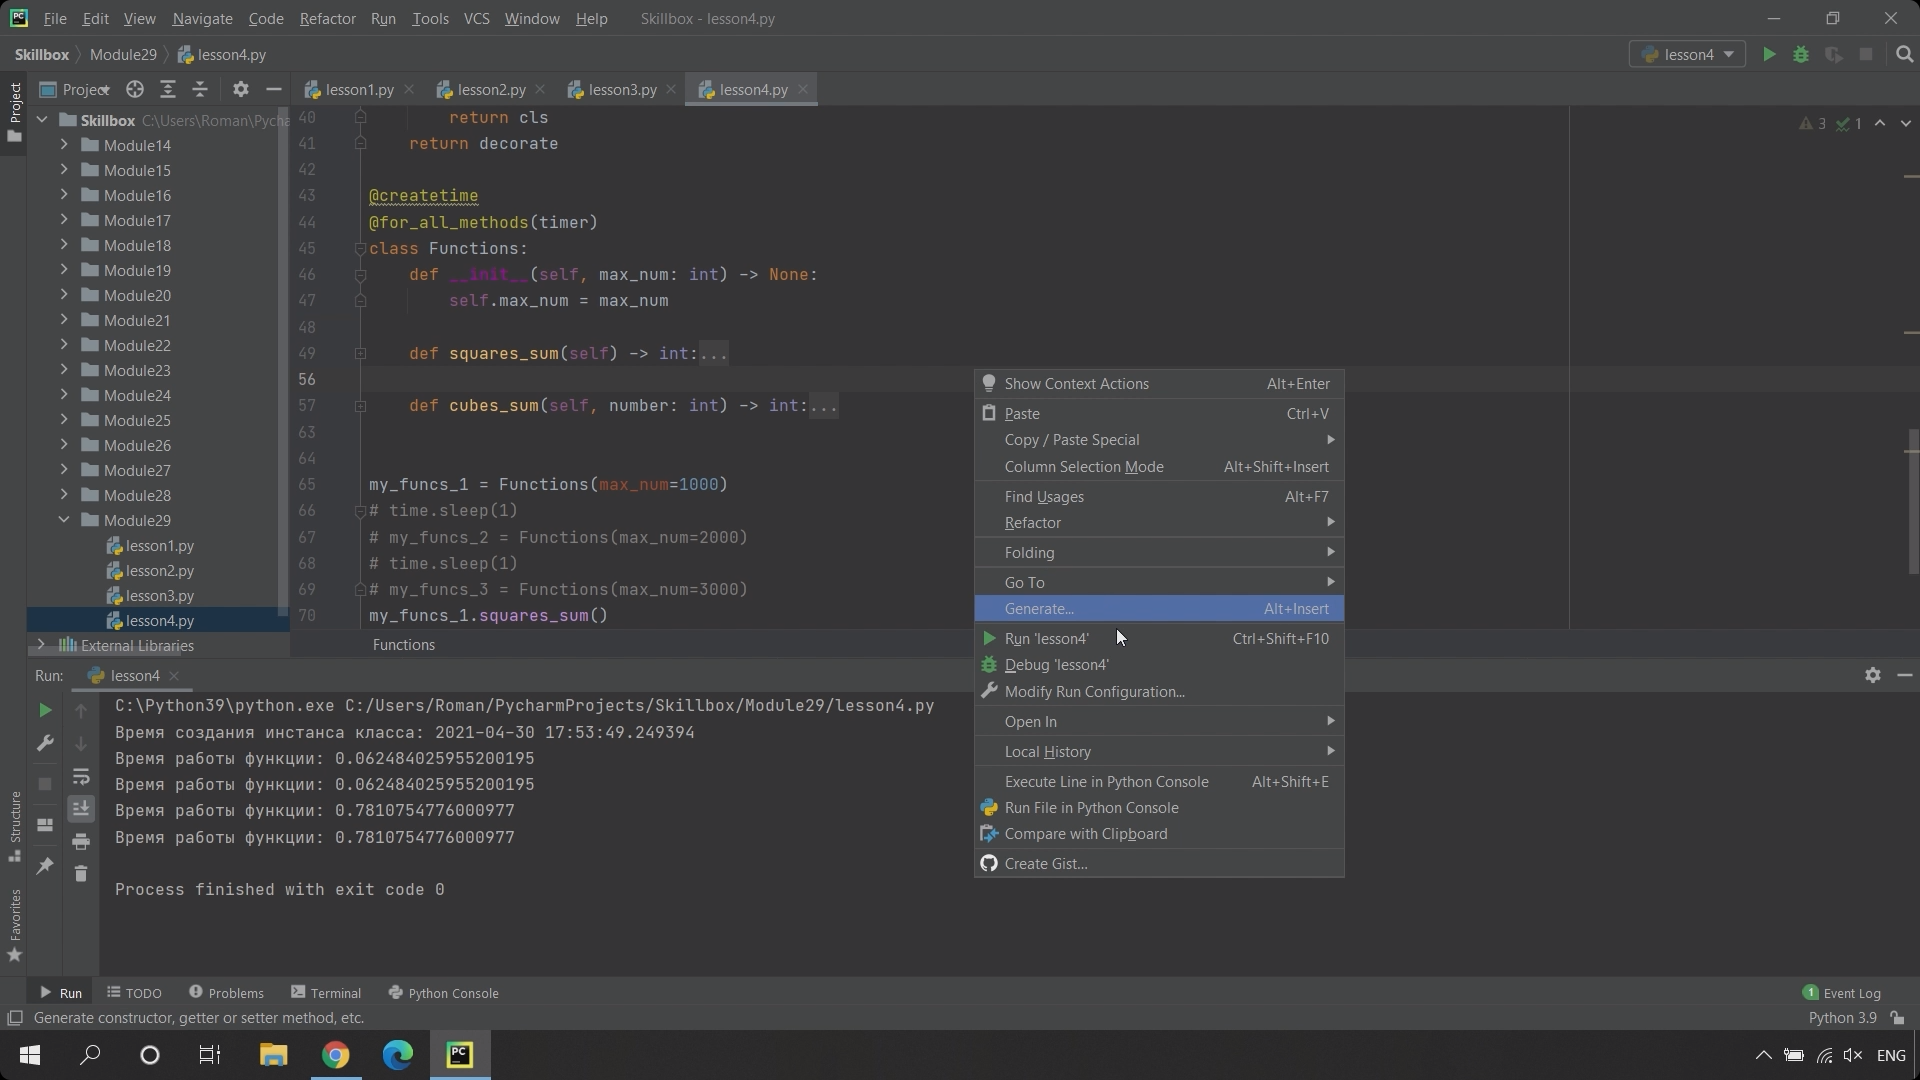 PC File Edit View Navigate Code Refactor Run Tools VCS Window Help Skillbox - lesson4.py
Skillbox Module29 lesson4.py lesson4
Project lesson1.py lesson2.py lesson3.py lesson4.py
Project
Skillbox C:\Users\Roman\Pycha
Module14
Module15
Module16
Module17
Module18
Module19
Module20
Module21
Module22
Module23
Module24
Module25
Module26
Module27
Module28
Module29
lesson1.py
lesson2.py
lesson3.py
lesson4.py
External Libraries
3 1
40 return cls
41 return decorate
42
43 @createtime
44 @for_all_methods(timer)
45 class Functions:
46 def __init__(self, max_num: int) -> None:
47 self.max_num = max_num
48
49 def squares_sum(self) -> int:...
56
57 def cubes_sum(self, number: int) -> int:...
63
64
65 my_funcs_1 = Functions(max_num=1000)
66 # time.sleep(1)
67 # my_funcs_2 = Functions(max_num=2000)
68 # time.sleep(1)
69 # my_funcs_3 = Functions(max_num=3000)
70 my_funcs_1.squares_sum()
Functions
Show Context Actions Alt+Enter
Paste Ctrl+V
Copy / Paste Special
Column Selection Mode Alt+Shift+Insert
Find Usages Alt+F7
Refactor
Folding
Go To
Generate... Alt+Insert
Run 'lesson4' Ctrl+Shift+F10
Debug 'lesson4'
Modify Run Configuration...
Open In
Local History
Execute Line in Python Console Alt+Shift+E
Run File in Python Console
Compare with Clipboard
Create Gist...
Run: lesson4
C:\Python39\python.exe C:/Users/Roman/PycharmProjects/Skillbox/Module29/lesson4.py
Время создания инстанса класса: 2021-04-30 17:53:49.249394
Время работы функции: 0.062484025955200195
Время работы функции: 0.062484025955200195
Время работы функции: 0.7810754776000977
Время работы функции: 0.7810754776000977
Process finished with exit code 0
Structure
Favorites
Run TODO Problems Terminal Python Console 1 Event Log
Generate constructor, getter or setter method, etc. Python 3.9
PC ENG